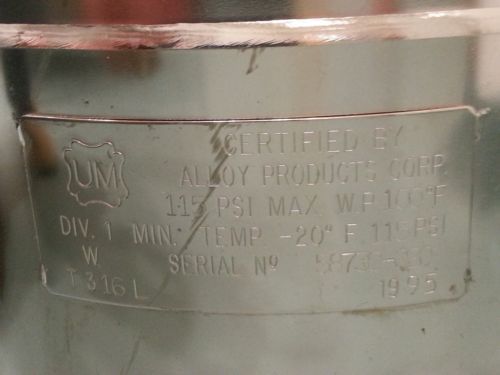 CERTIFIED BY
UM ALLOY PRODUCTS CORP.
115 PSI MAX. W.P. 100°F
DIV. 1 MIN. TEMP. -20° F. 115 PSI
W SERIAL Nº
T 316 L 1995